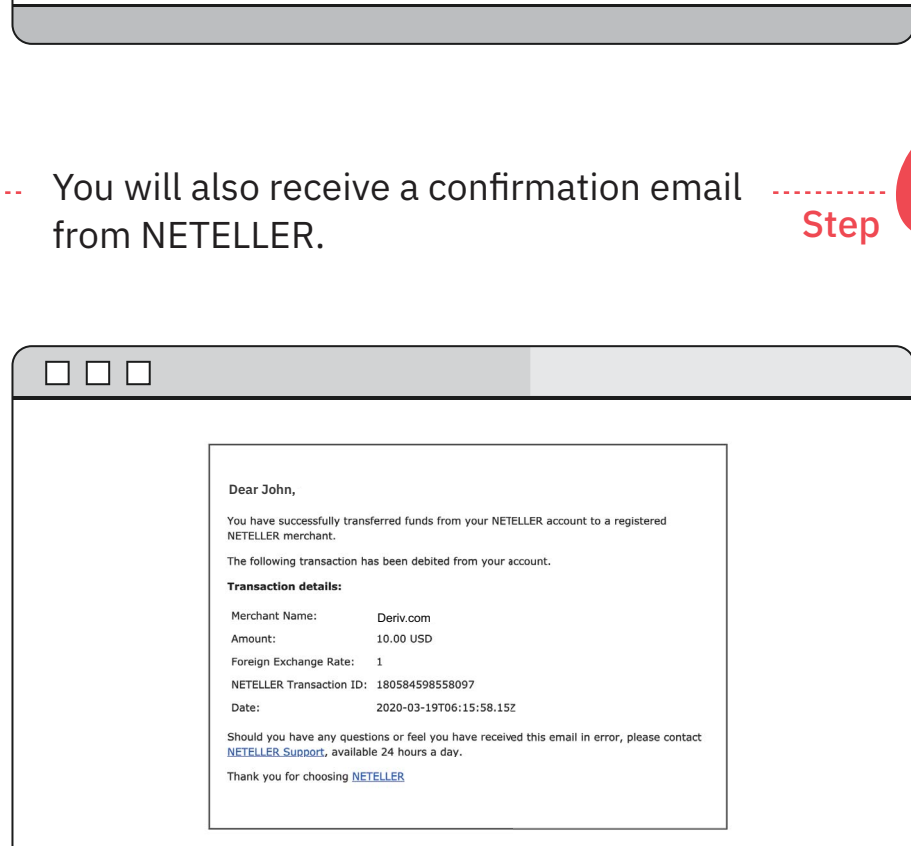 You will also receive a confirmation email
from NETELLER.
Step
Dear John,
You have successfully transferred funds from your NETELLER account to a registered
NETELLER merchant.
The following transaction has been debited from your account.
Transaction details:
Merchant Name: Deriv.com
Amount: 10.00 USD
Foreign Exchange Rate: 1
NETELLER Transaction ID: 180584598558097
Date: 2020-03-19T06:15:58.15Z
Should you have any questions or feel you have received this email in error, please contact
NETELLER Support, available 24 hours a day.
Thank you for choosing NETELLER